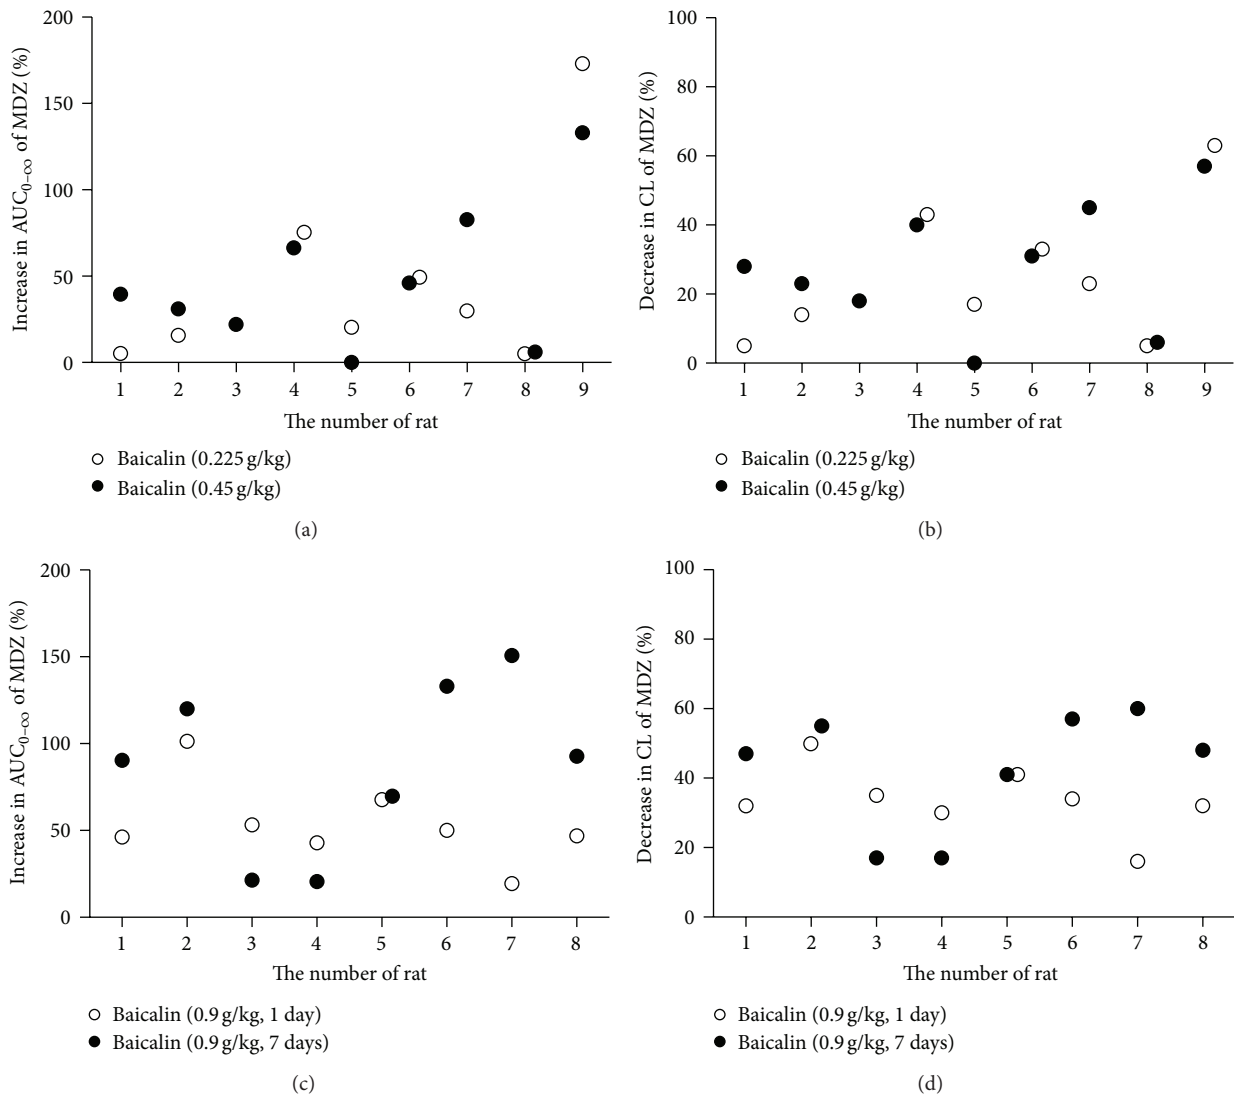 200
150
100
50
0
Increase in AUC0–∞ of MDZ (%)
1 2 3 4 5 6 7 8 9
The number of rat
Baicalin (0.225 g/kg)
Baicalin (0.45 g/kg)
(a)
100
80
60
40
20
0
Decrease in CL of MDZ (%)
1 2 3 4 5 6 7 8 9
The number of rat
Baicalin (0.225 g/kg)
Baicalin (0.45 g/kg)
(b)
200
150
100
50
0
Increase in AUC0–∞ of MDZ (%)
1 2 3 4 5 6 7 8
The number of rat
Baicalin (0.9 g/kg, 1 day)
Baicalin (0.9 g/kg, 7 days)
(c)
100
80
60
40
20
0
Decrease in CL of MDZ (%)
1 2 3 4 5 6 7 8
The number of rat
Baicalin (0.9 g/kg, 1 day)
Baicalin (0.9 g/kg, 7 days)
(d)